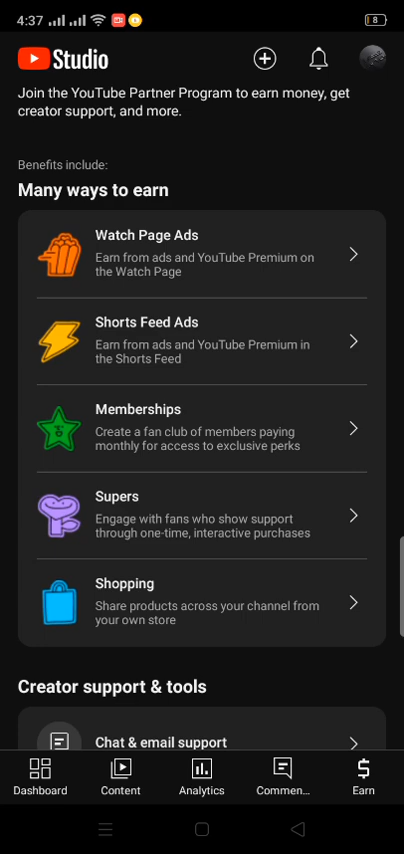 4:37
8
Studio
Join the YouTube Partner Program to earn money, get
creator support, and more.
Benefits include:
Many ways to earn
Watch Page Ads
Earn from ads and YouTube Premium on
the Watch Page
Shorts Feed Ads
Earn from ads and YouTube Premium in
the Shorts Feed
Memberships
Create a fan club of members paying
monthly for access to exclusive perks
Supers
Engage with fans who show support
through one-time, interactive purchases
Shopping
Share products across your channel from
your own store
Creator support & tools
Chat & email support
Dashboard Content Analytics Commen... Earn